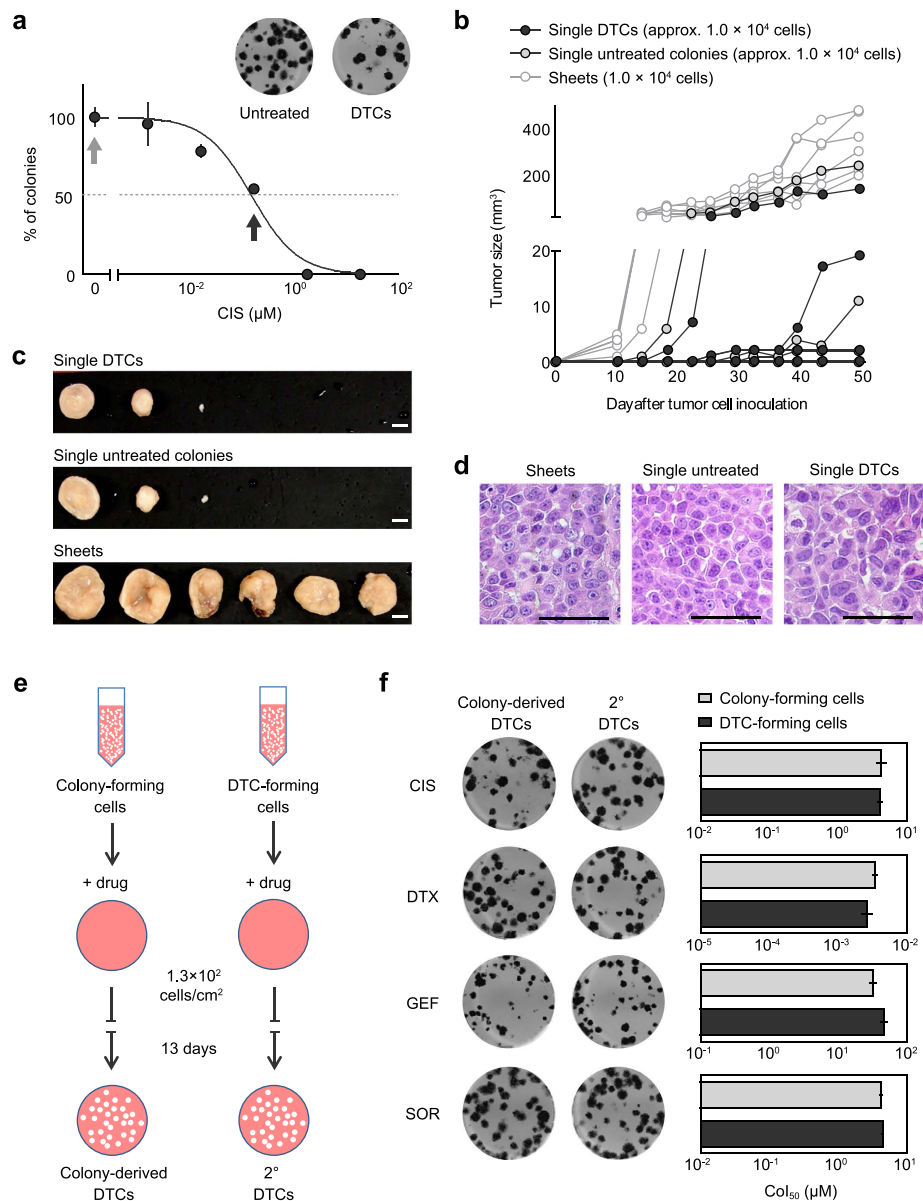 a
Untreated
DTCs
% of colonies
100
50
0
0
10-2
100
102
CIS (µM)
b
Single DTCs (approx. 1.0 × 10⁴ cells)
Single untreated colonies (approx. 1.0 × 10⁴ cells)
Sheets (1.0 × 10⁴ cells)
Tumor size (mm³)
400
200
20
10
0
0
10
20
30
40
50
Dayafter tumor cell inoculation
c
Single DTCs
Single untreated colonies
Sheets
d
Sheets
Single untreated
Single DTCs
e
Colony-forming
cells
DTC-forming
cells
+ drug
+ drug
1.3×10²
cells/cm²
13 days
Colony-derived
DTCs
2°
DTCs
f
Colony-derived
DTCs
2°
DTCs
Colony-forming cells
DTC-forming cells
CIS
10⁻²
10⁻¹
10⁰
10¹
DTX
10⁻⁵
10⁻⁴
10⁻³
10⁻²
GEF
10⁻¹
10⁰
10¹
10²
SOR
10⁻²
10⁻¹
10⁰
10¹
Col₅₀ (µM)